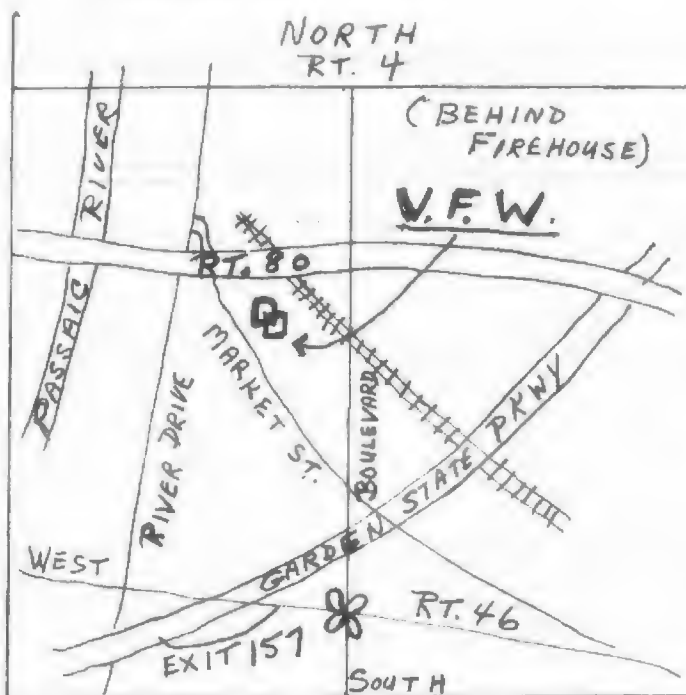 NORTH
RT. 4
(BEHIND
FIREHOUSE)
V.F.W.
PASSAIC RIVER
RT. 80
MARKET ST.
BOULEVARD
RIVER DRIVE
GARDEN STATE PKWY
WEST
RT. 46
EXIT 157
SOUTH